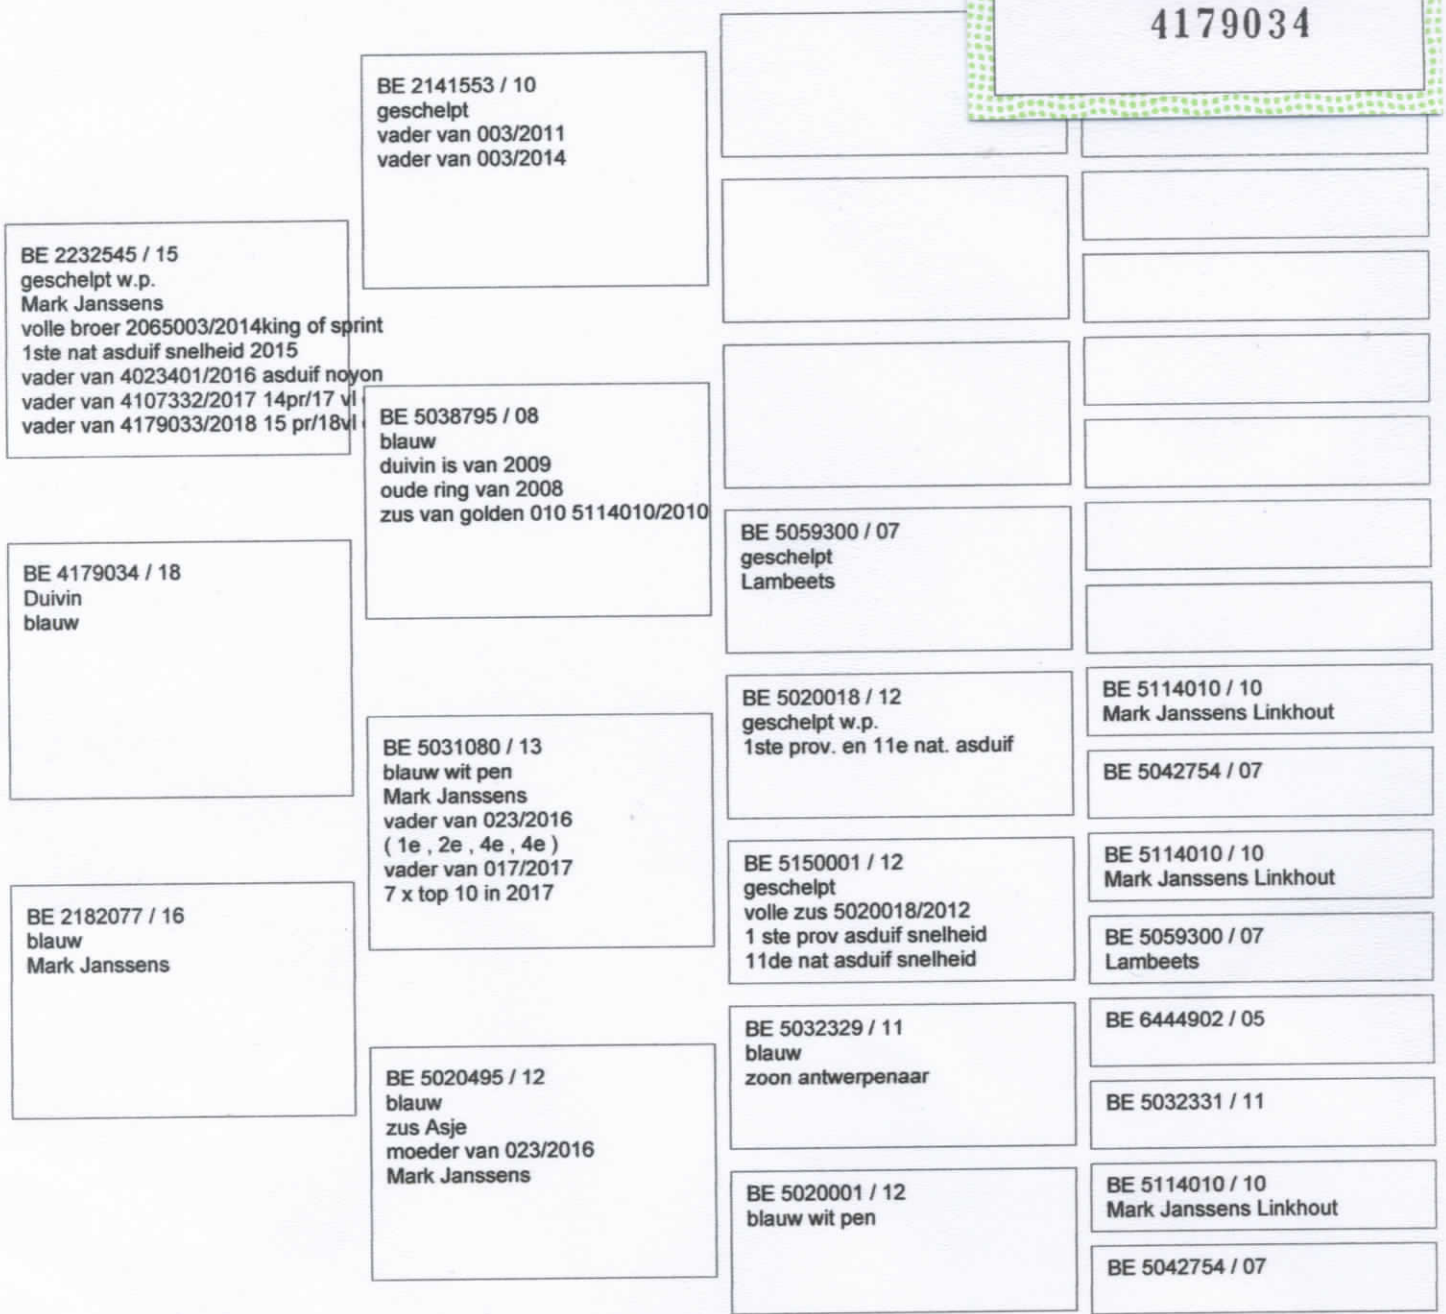 4179034
BE 2232545 / 15
geschelpt w.p.
Mark Janssens
volle broer 2065003/2014king of sprint
1ste nat asduif snelheid 2015
vader van 4023401/2016 asduif noyon
vader van 4107332/2017 14pr/17 vl
vader van 4179033/2018 15 pr/18vl
BE 4179034 / 18
Duivin
blauw
BE 2182077 / 16
blauw
Mark Janssens
BE 2141553 / 10
geschelpt
vader van 003/2011
vader van 003/2014
BE 5038795 / 08
blauw
duivin is van 2009
oude ring van 2008
zus van golden 010 5114010/2010
BE 5031080 / 13
blauw wit pen
Mark Janssens
vader van 023/2016
( 1e , 2e , 4e , 4e )
vader van 017/2017
7 x top 10 in 2017
BE 5020495 / 12
blauw
zus Asje
moeder van 023/2016
Mark Janssens
BE 5059300 / 07
geschelpt
Lambeets
BE 5020018 / 12
geschelpt w.p.
1ste prov. en 11e nat. asduif
BE 5150001 / 12
geschelpt
volle zus 5020018/2012
1 ste prov asduif snelheid
11de nat asduif snelheid
BE 5032329 / 11
blauw
zoon antwerpenaar
BE 5020001 / 12
blauw wit pen
BE 5114010 / 10
Mark Janssens Linkhout
BE 5042754 / 07
BE 5114010 / 10
Mark Janssens Linkhout
BE 5059300 / 07
Lambeets
BE 6444902 / 05
BE 5032331 / 11
BE 5114010 / 10
Mark Janssens Linkhout
BE 5042754 / 07